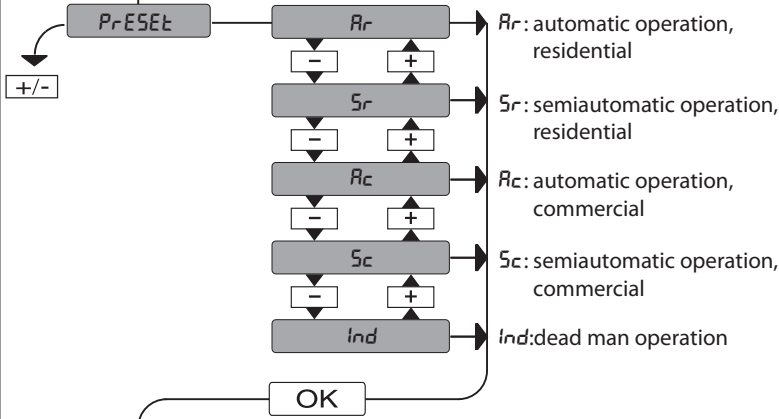 PrESEt
Ar
Ar: automatic operation,
residential
- +
+/-
Sr
Sr: semiautomatic operation,
residential
- +
Ac
Ac: automatic operation,
commercial
- +
Sc
Sc: semiautomatic operation,
commercial
- +
Ind
Ind:dead man operation
OK